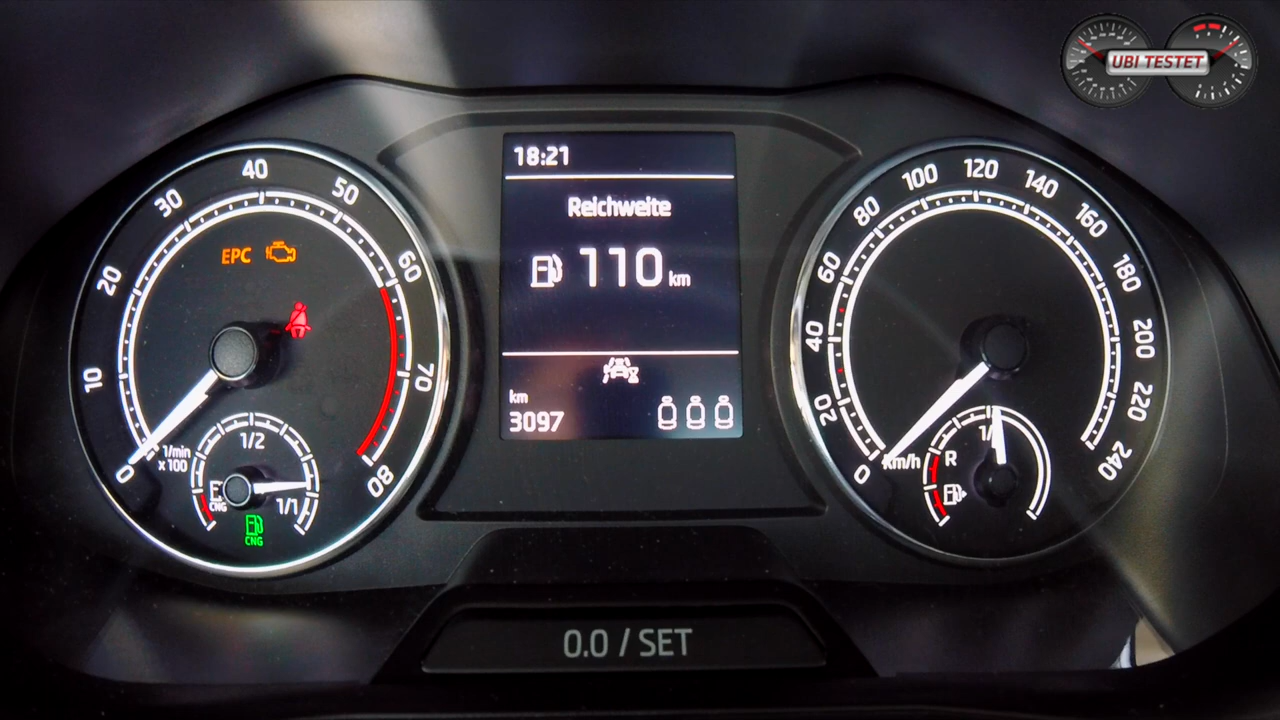 UBI TESTET
18:21
Reichweite
110 km
km
3097
0
10
20
30
40
50
60
70
80
EPC
1/min
x 100
1/2
1/1
CNG
CNG
0
20
40
60
80
100
120
140
160
180
200
220
240
km/h
R
0.0 / SET